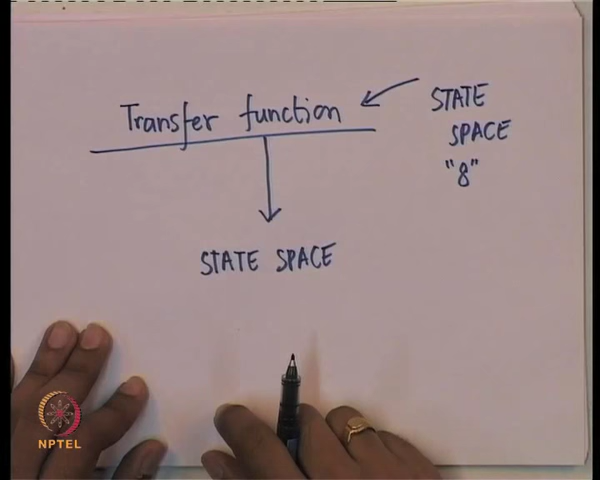 Transfer function
STATE
SPACE
"8"
STATE SPACE
NPTEL